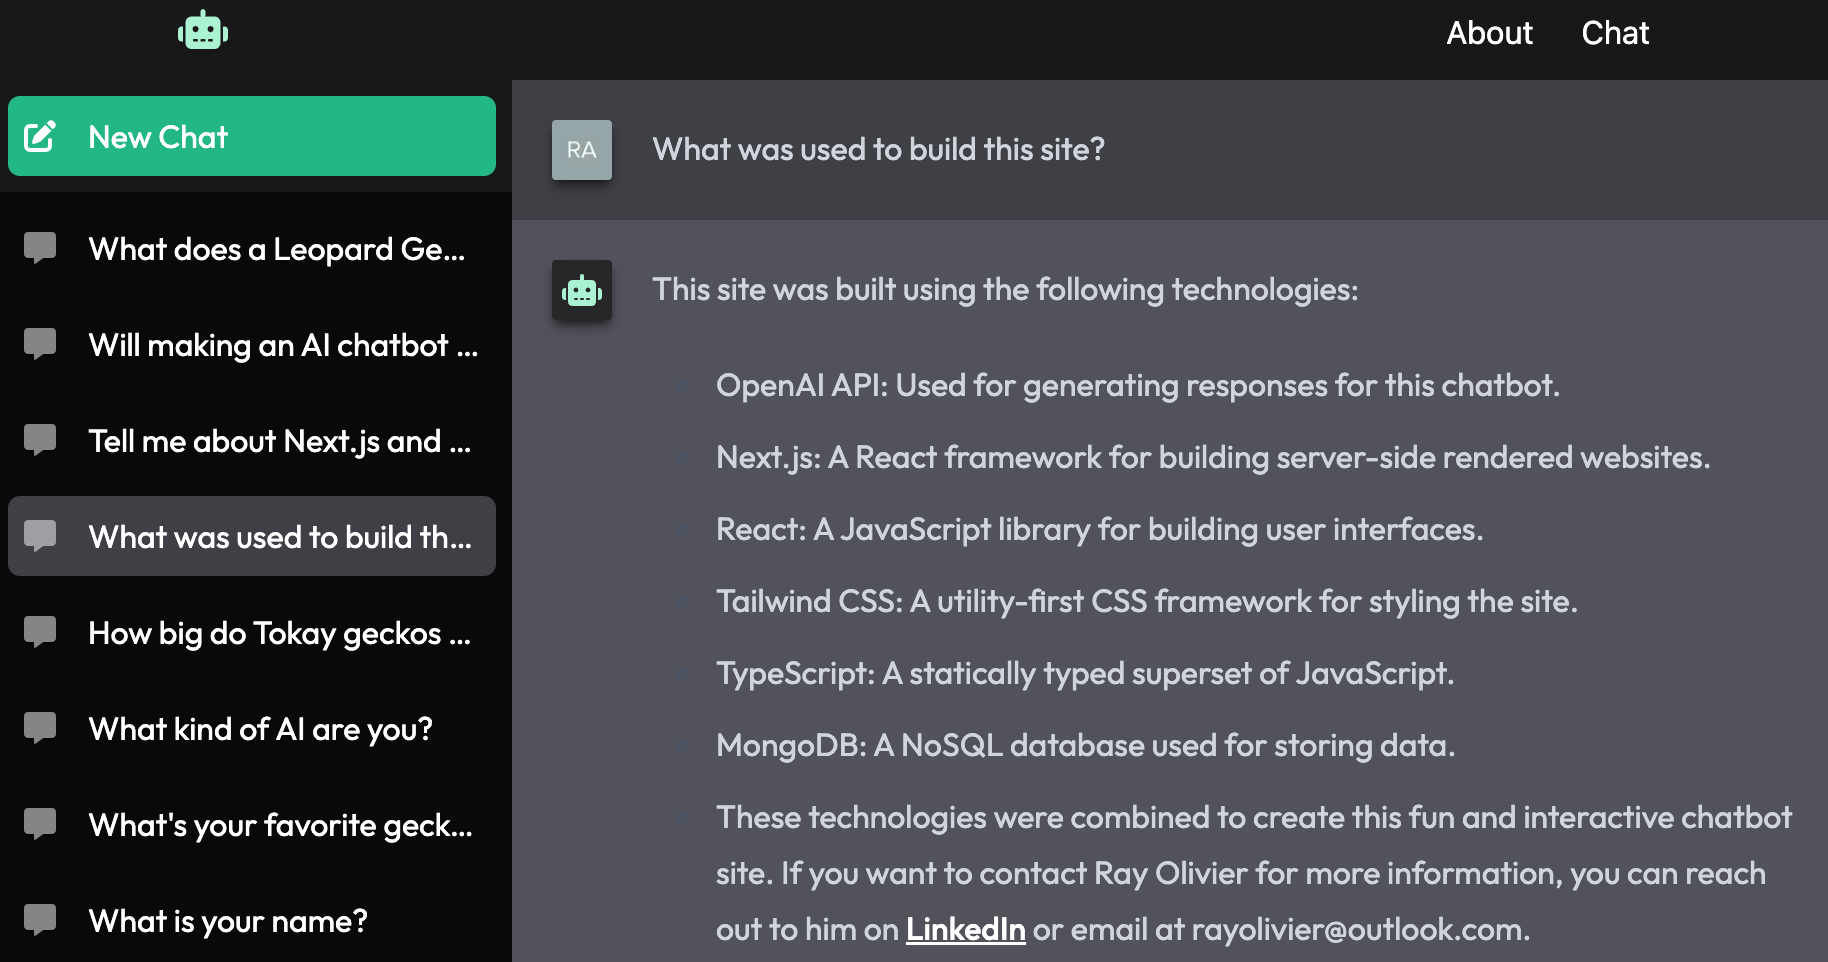 About Chat
New Chat
What does a Leopard Ge...
Will making an AI chatbot ...
Tell me about Next.js and ...
What was used to build th...
How big do Tokay geckos ...
What kind of AI are you?
What's your favorite geck...
What is your name?
RA
What was used to build this site?
This site was built using the following technologies:
OpenAI API: Used for generating responses for this chatbot.
Next.js: A React framework for building server-side rendered websites.
React: A JavaScript library for building user interfaces.
Tailwind CSS: A utility-first CSS framework for styling the site.
TypeScript: A statically typed superset of JavaScript.
MongoDB: A NoSQL database used for storing data.
These technologies were combined to create this fun and interactive chatbot
site. If you want to contact Ray Olivier for more information, you can reach
out to him on LinkedIn or email at rayolivier@outlook.com.